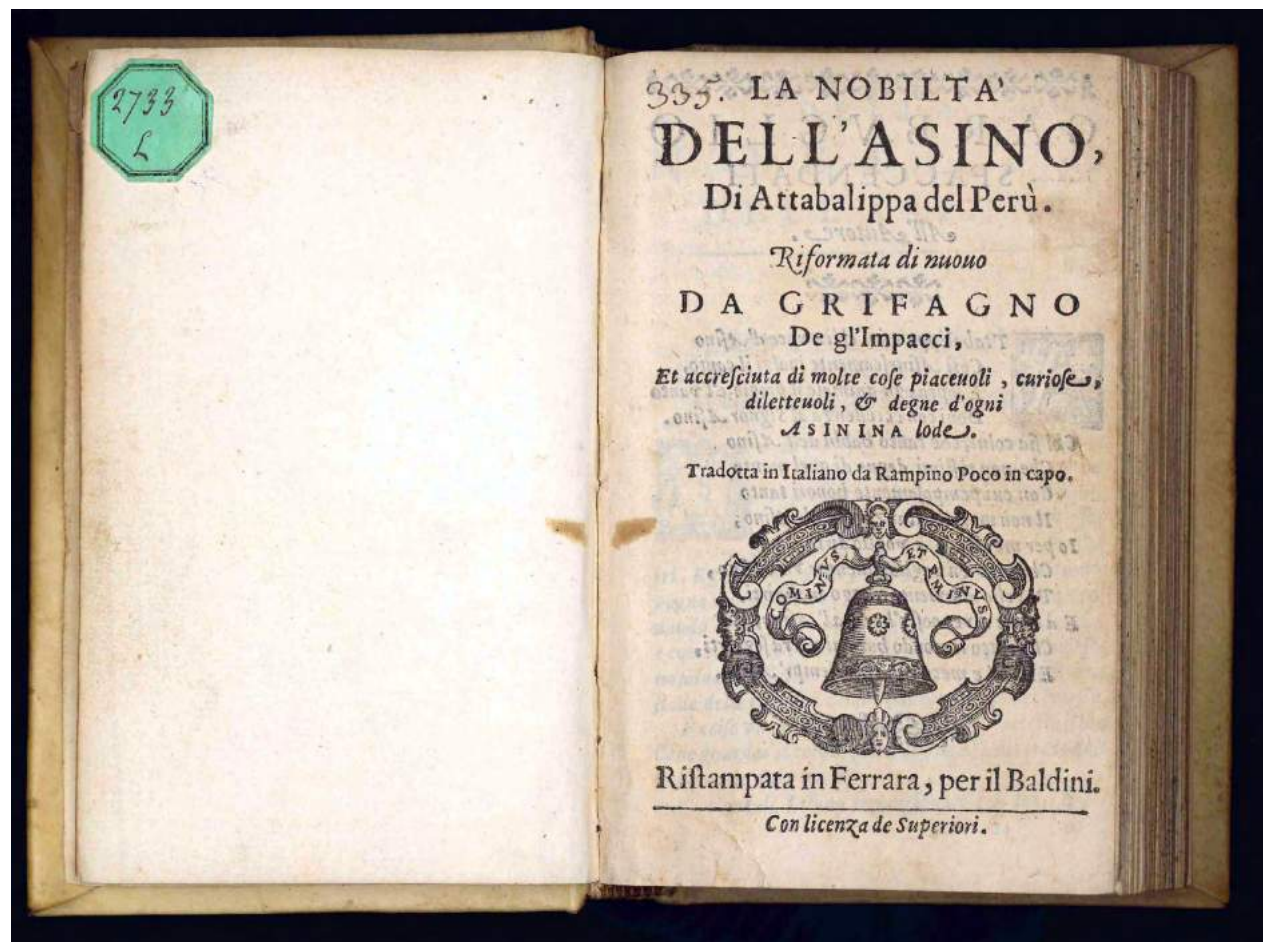 2733
L
335. LA NOBILTA'
DELL'ASINO,
Di Attabalippa del Perù.
Riformata di nuouo
DA GRIFAGNO
De gl'Impacci,
Et accreſciuta di molte coſe piaceuoli, curioſe,
diletteuoli, & degne d'ogni
ASININA lode.
Tradotta in Italiano da Rampino Poco in capo.
COMINVS ET EMINVS
Riſtampata in Ferrara, per il Baldini.
Con licenza de Superiori.